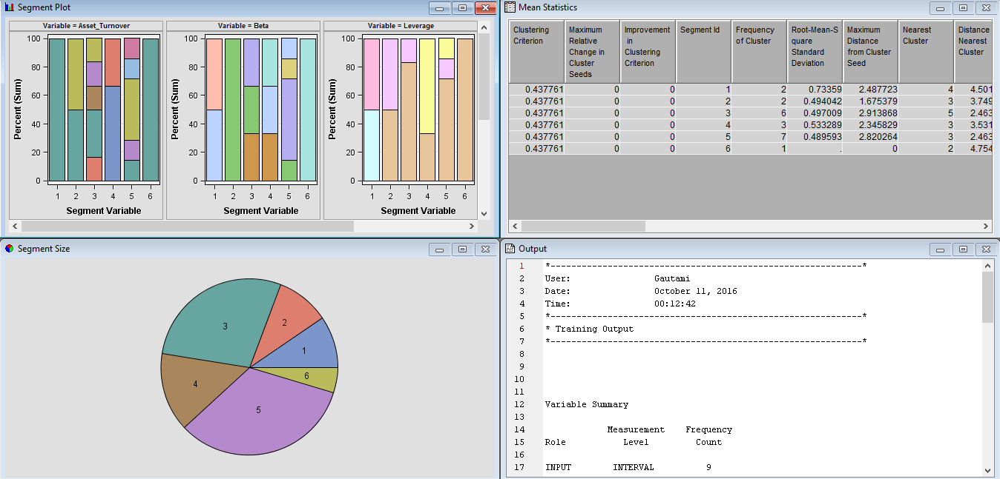 Segment Plot
Variable = Asset_Turnover
Variable = Beta
Variable = Leverage
Percent (Sum)
100
80
60
40
20
0
1 2 3 4 5 6
Segment Variable
Percent (Sum)
100
80
60
40
20
0
1 2 3 4 5 6
Segment Variable
Percent (Sum)
100
80
60
40
20
0
1 2 3 4 5 6
Segment Variable
Mean Statistics
Clustering Criterion
Maximum Relative Change in Cluster Seeds
Improvement in Clustering Criterion
Segment Id
Frequency of Cluster
Root-Mean-Square Standard Deviation
Maximum Distance from Cluster Seed
Nearest Cluster
Distance Nearest Cluster
0.437761 0 0 1 2 0.73359 2.487723 4 4.501
0.437761 0 0 2 2 0.494042 1.675379 3 3.749
0.437761 0 0 3 6 0.497009 2.913868 5 2.463
0.437761 0 0 4 3 0.533289 2.345829 3 3.531
0.437761 0 0 5 7 0.489593 2.820264 3 2.463
0.437761 0 0 6 1 . 0 2 4.754
Segment Size
3
2
1
4
6
5
Output
1 *------------------------------------------------------------*
2 User: Gautami
3 Date: October 11, 2016
4 Time: 00:12:42
5 *------------------------------------------------------------*
6 * Training Output
7 *------------------------------------------------------------*
8
9
10
11
12 Variable Summary
13
14 Measurement Frequency
15 Role Level Count
16
17 INPUT INTERVAL 9